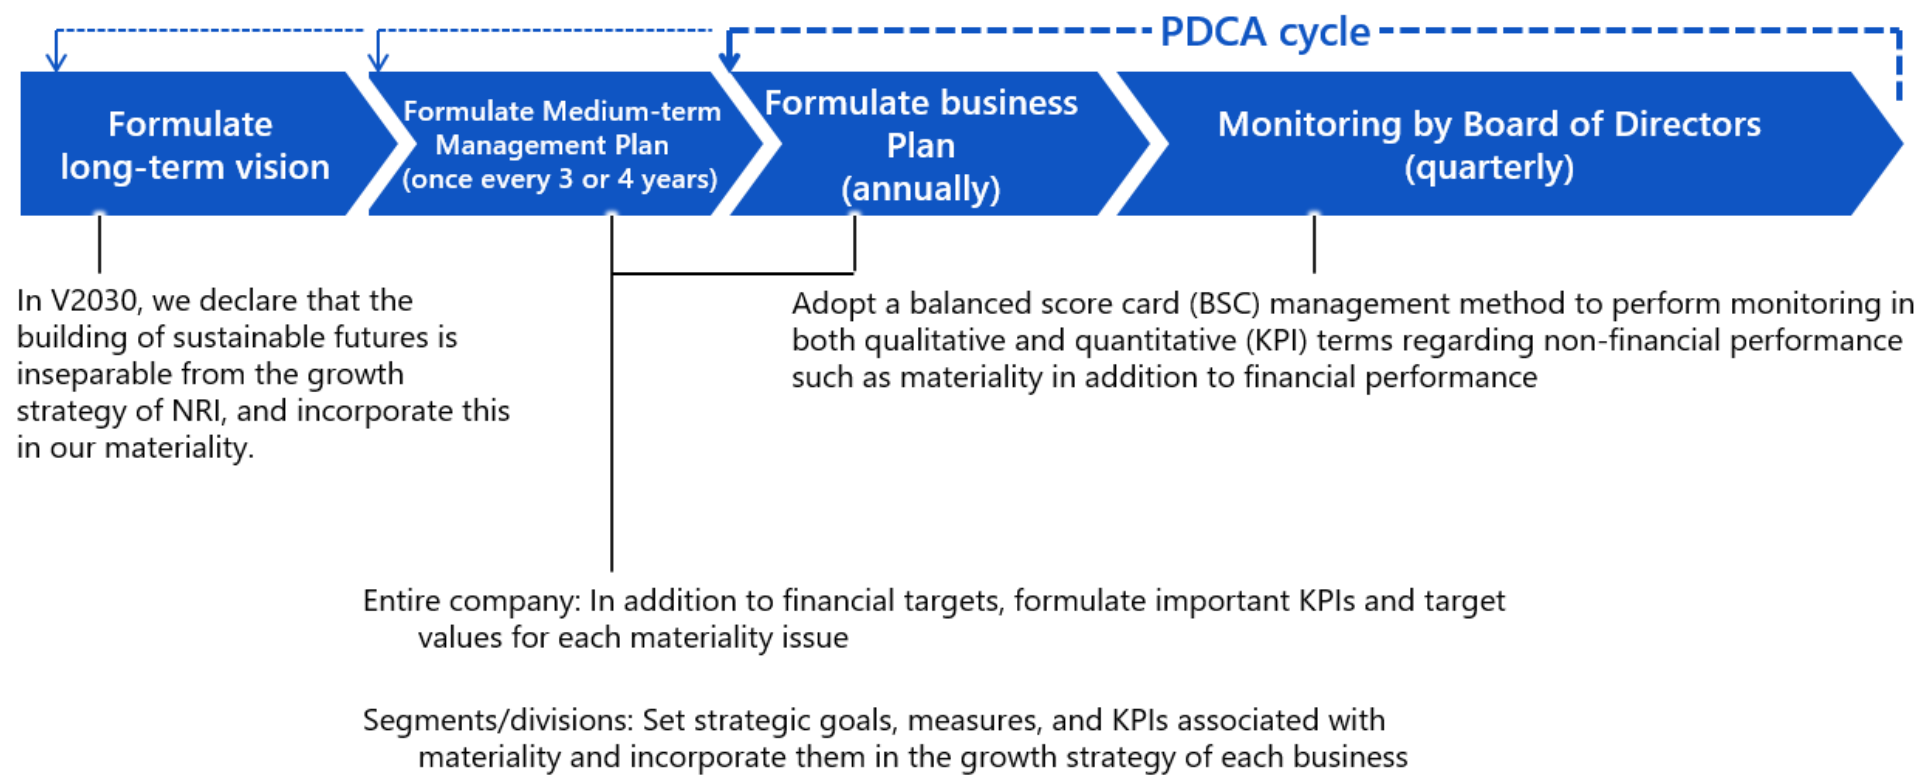 PDCA cycle
Formulate
long-term vision
Formulate Medium-term
Management Plan
(once every 3 or 4 years)
Formulate business
Plan
(annually)
Monitoring by Board of Directors
(quarterly)
In V2030, we declare that the
building of sustainable futures is
inseparable from the growth
strategy of NRI, and incorporate this
in our materiality.
Adopt a balanced score card (BSC) management method to perform monitoring in
both qualitative and quantitative (KPI) terms regarding non-financial performance
such as materiality in addition to financial performance
Entire company: In addition to financial targets, formulate important KPIs and target
values for each materiality issue
Segments/divisions: Set strategic goals, measures, and KPIs associated with
materiality and incorporate them in the growth strategy of each business